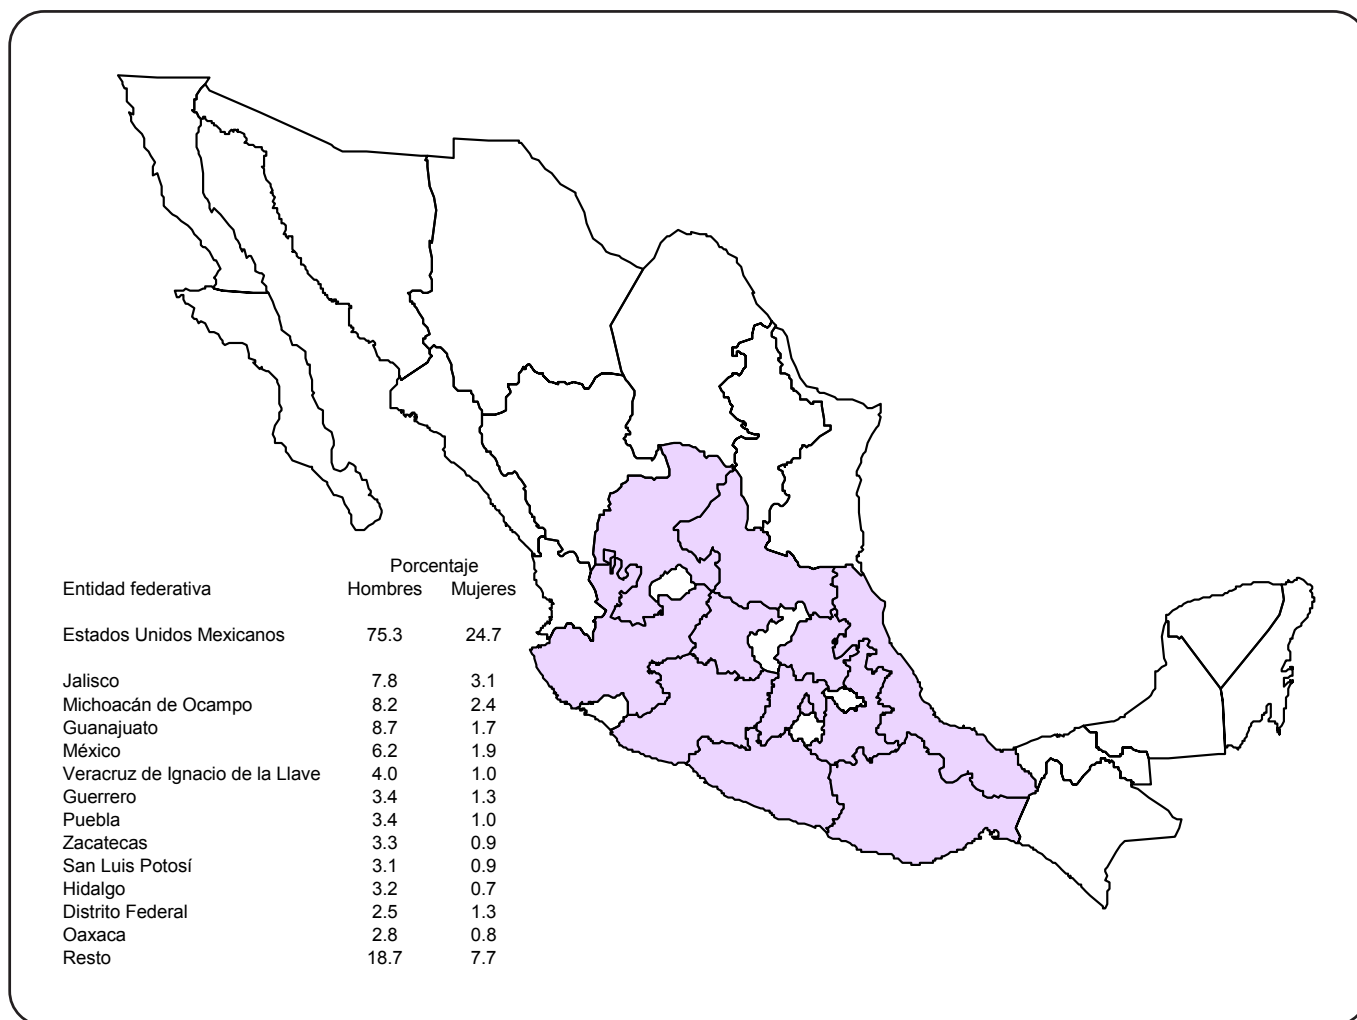 Porcentaje
Entidad federativa Hombres Mujeres
Estados Unidos Mexicanos 75.3 24.7
Jalisco 7.8 3.1
Michoacán de Ocampo 8.2 2.4
Guanajuato 8.7 1.7
México 6.2 1.9
Veracruz de Ignacio de la Llave 4.0 1.0
Guerrero 3.4 1.3
Puebla 3.4 1.0
Zacatecas 3.3 0.9
San Luis Potosí 3.1 0.9
Hidalgo 3.2 0.7
Distrito Federal 2.5 1.3
Oaxaca 2.8 0.8
Resto 18.7 7.7